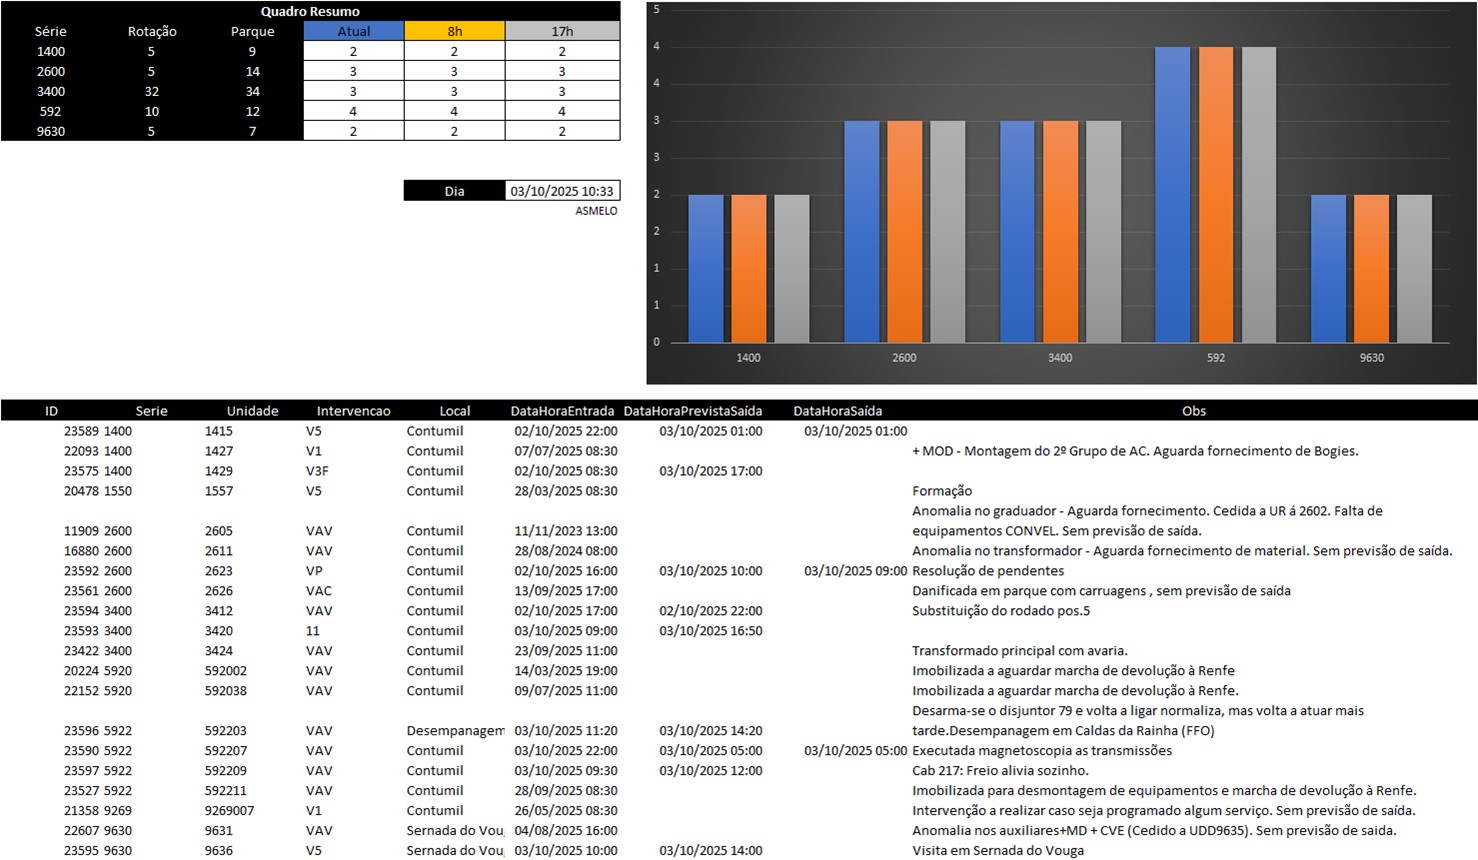 Quadro Resumo
Série Rotação Parque Atual 8h 17h
1400 5 9 2 2 2
2600 5 14 3 3 3
3400 32 34 3 3 3
592 10 12 4 4 4
9630 5 7 2 2 2
Dia 03/10/2025 10:33
ASMELO
5
4
4
3
3
2
2
1
1
0
1400 2600 3400 592 9630
ID Serie Unidade Intervencao Local DataHoraEntrada DataHoraPrevistaSaída DataHoraSaída Obs
23589 1400 1415 V5 Contumil 02/10/2025 22:00 03/10/2025 01:00 03/10/2025 01:00
22093 1400 1427 V1 Contumil 07/07/2025 08:30 + MOD - Montagem do 2º Grupo de AC. Aguarda fornecimento de Bogies.
23575 1400 1429 V3F Contumil 02/10/2025 08:30 03/10/2025 17:00
20478 1550 1557 V5 Contumil 28/03/2025 08:30 Formação
Anomalia no graduador - Aguarda fornecimento. Cedida a UR á 2602. Falta de
11909 2600 2605 VAV Contumil 11/11/2023 13:00 equipamentos CONVEL. Sem previsão de saída.
16880 2600 2611 VAV Contumil 28/08/2024 08:00 Anomalia no transformador - Aguarda fornecimento de material. Sem previsão de saída.
23592 2600 2623 VP Contumil 02/10/2025 16:00 03/10/2025 10:00 03/10/2025 09:00 Resolução de pendentes
23561 2600 2626 VAC Contumil 13/09/2025 17:00 Danificada em parque com carruagens , sem previsão de saída
23594 3400 3412 VAV Contumil 02/10/2025 17:00 02/10/2025 22:00 Substituição do rodado pos.5
23593 3400 3420 11 Contumil 03/10/2025 09:00 03/10/2025 16:50
23422 3400 3424 VAV Contumil 23/09/2025 11:00 Transformado principal com avaria.
20224 5920 592002 VAV Contumil 14/03/2025 19:00 Imobilizada a aguardar marcha de devolução à Renfe
22152 5920 592038 VAV Contumil 09/07/2025 11:00 Imobilizada a aguardar marcha de devolução à Renfe.
Desarma-se o disjuntor 79 e volta a ligar normaliza, mas volta a atuar mais
23596 5922 592203 VAV Desempanagem 03/10/2025 11:20 03/10/2025 14:20 tarde.Desempanagem em Caldas da Rainha (FFO)
23590 5922 592207 VAV Contumil 03/10/2025 22:00 03/10/2025 05:00 03/10/2025 05:00 Executada magnetoscopia as transmissões
23597 5922 592209 VAV Contumil 03/10/2025 09:30 03/10/2025 12:00 Cab 217: Freio alivia sozinho.
23527 5922 592211 VAV Contumil 28/09/2025 08:30 Imobilizada para desmontagem de equipamentos e marcha de devolução à Renfe.
21358 9269 9269007 V1 Contumil 26/05/2025 08:30 Intervenção a realizar caso seja programado algum serviço. Sem previsão de saída.
22607 9630 9631 VAV Sernada do Voug 04/08/2025 16:00 Anomalia nos auxiliares+MD + CVE (Cedido a UDD9635). Sem previsão de saida.
23595 9630 9636 V5 Sernada do Voug 03/10/2025 10:00 03/10/2025 14:00 Visita em Sernada do Vouga